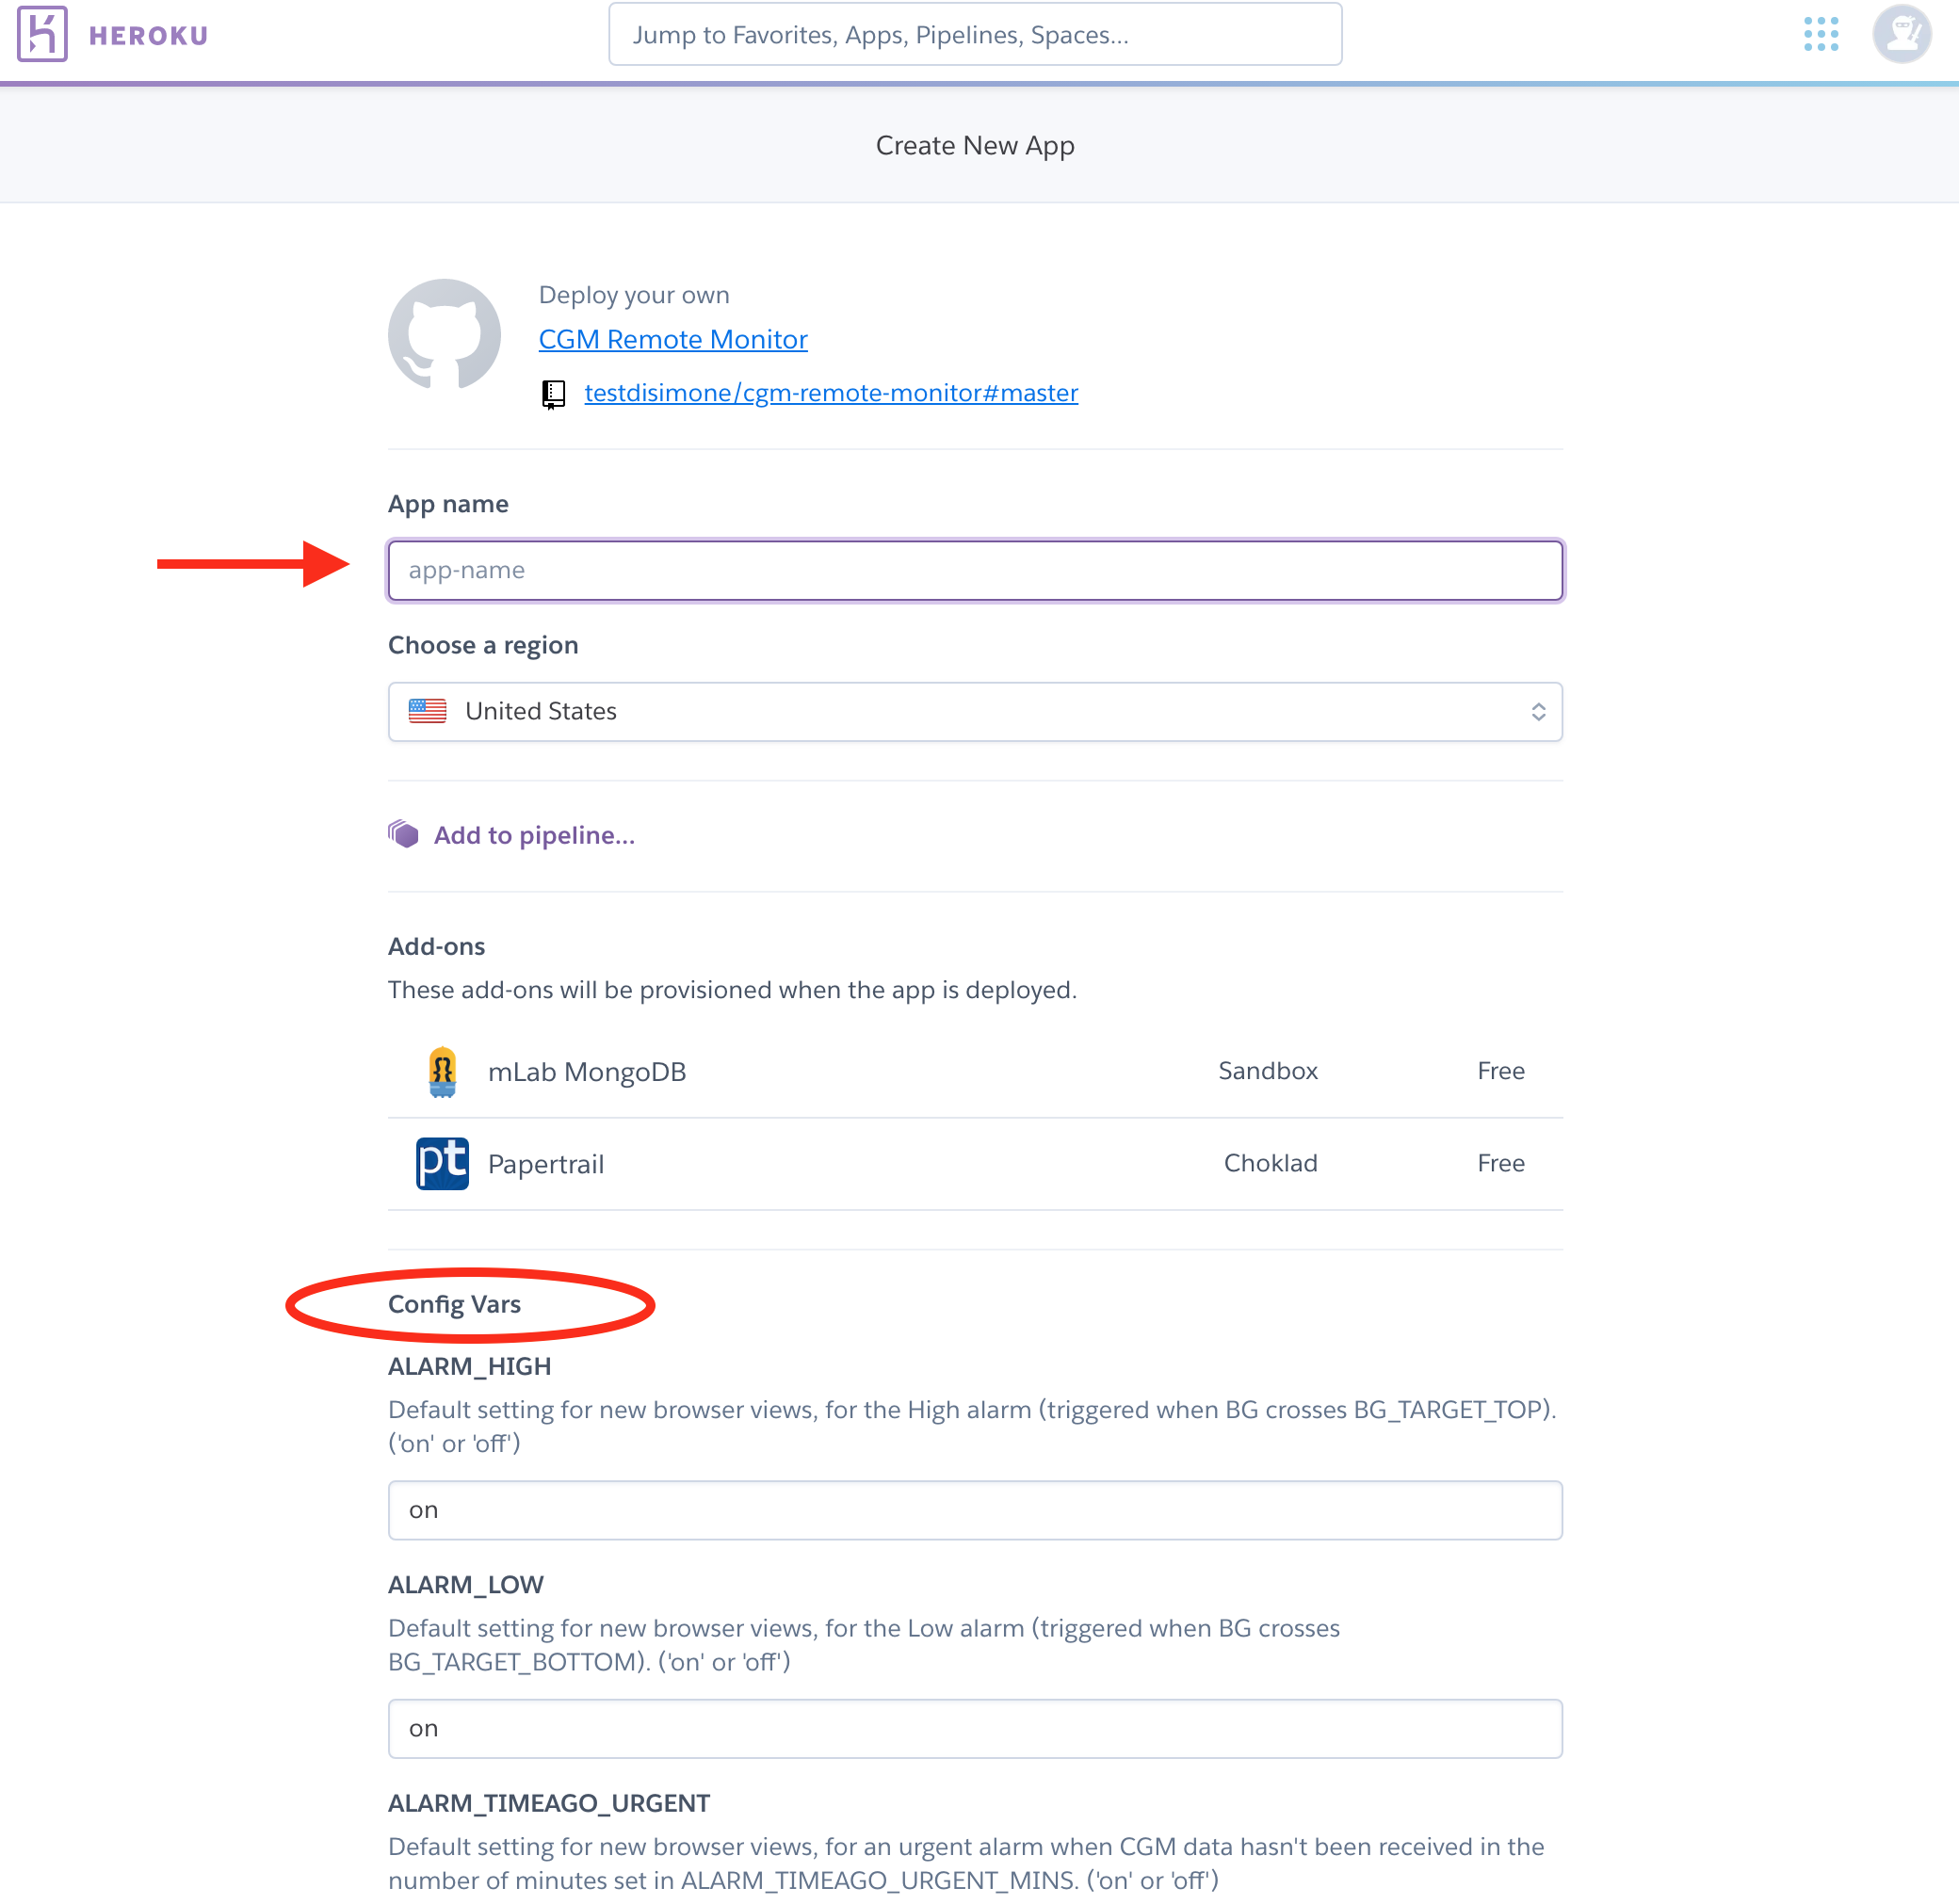 HEROKU
Jump to Favorites, Apps, Pipelines, Spaces...
Create New App
Deploy your own
CGM Remote Monitor
testdisimone/cgm-remote-monitor#master
App name
app-name
Choose a region
United States
Add to pipeline...
Add-ons
These add-ons will be provisioned when the app is deployed.
mLab MongoDB Sandbox Free
pt Papertrail Choklad Free
Config Vars
ALARM_HIGH
Default setting for new browser views, for the High alarm (triggered when BG crosses BG_TARGET_TOP).
('on' or 'off')
on
ALARM_LOW
Default setting for new browser views, for the Low alarm (triggered when BG crosses
BG_TARGET_BOTTOM). ('on' or 'off')
on
ALARM_TIMEAGO_URGENT
Default setting for new browser views, for an urgent alarm when CGM data hasn't been received in the
number of minutes set in ALARM_TIMEAGO_URGENT_MINS. ('on' or 'off')